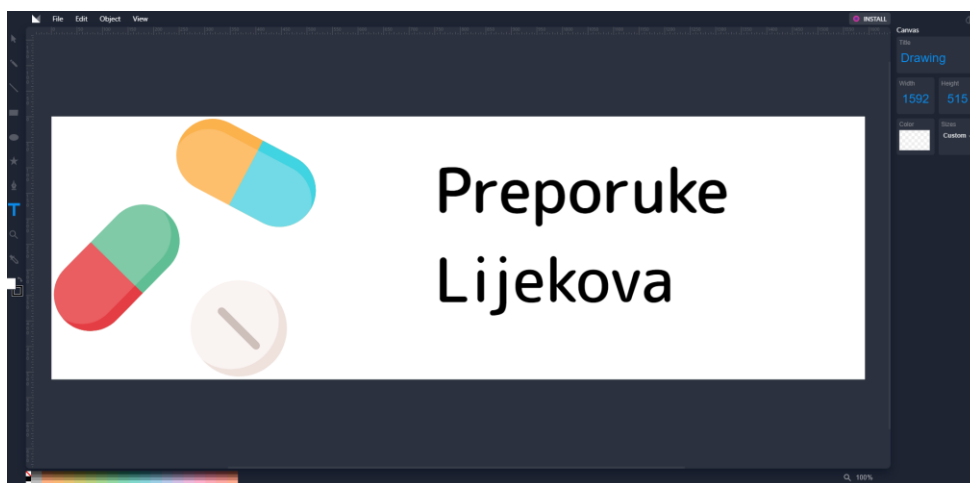 File Edit Object View
INSTALL
Canvas
Title
Drawing
Width Height
1592 515
Color Sizes
Custom
Preporuke
Lijekova
100%